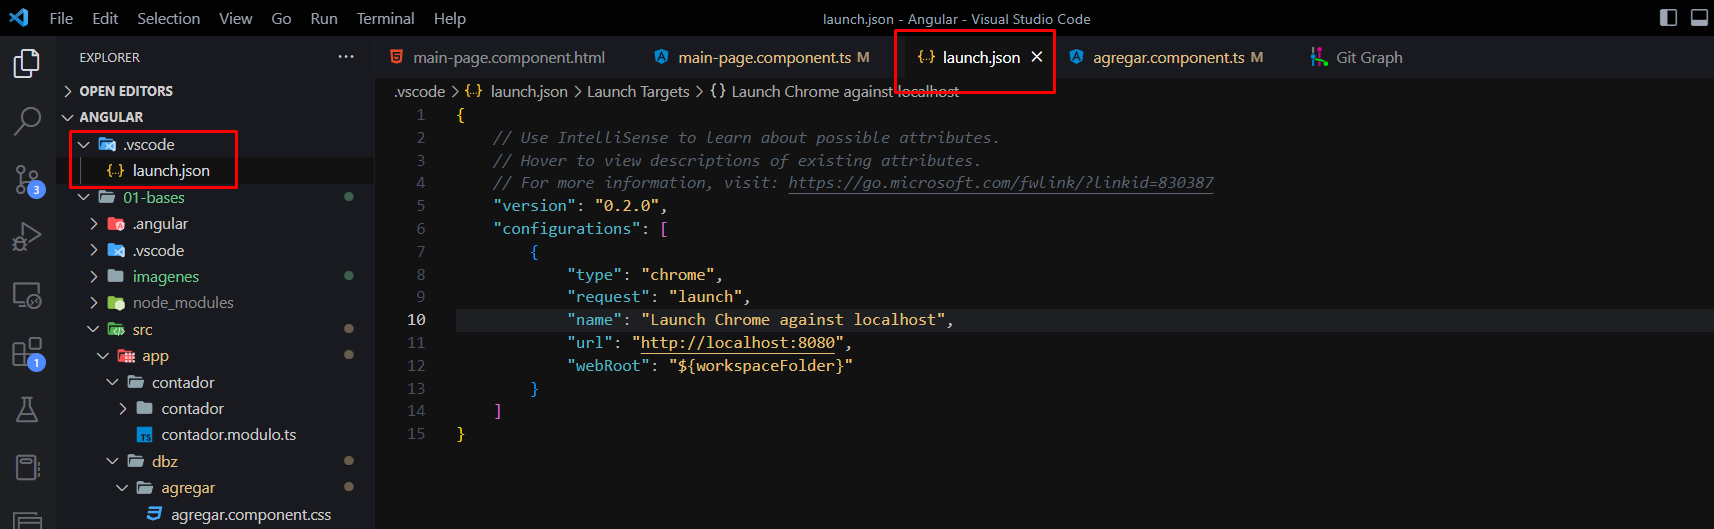 File Edit Selection View Go Run Terminal Help
launch.json - Angular - Visual Studio Code
EXPLORER ...
main-page.component.html
main-page.component.ts M
launch.json
agregar.component.ts M
Git Graph
OPEN EDITORS
ANGULAR
.vscode
launch.json
01-bases
.angular
.vscode
imagenes
node_modules
src
app
contador
contador
contador.modulo.ts
dbz
agregar
agregar.component.css
3
1
.vscode > launch.json > Launch Targets > {} Launch Chrome against localhost
1 {
2 // Use IntelliSense to learn about possible attributes.
3 // Hover to view descriptions of existing attributes.
4 // For more information, visit: https://go.microsoft.com/fwlink/?linkid=830387
5 "version": "0.2.0",
6 "configurations": [
7 {
8 "type": "chrome",
9 "request": "launch",
10 "name": "Launch Chrome against localhost",
11 "url": "http://localhost:8080",
12 "webRoot": "${workspaceFolder}"
13 }
14 ]
15 }